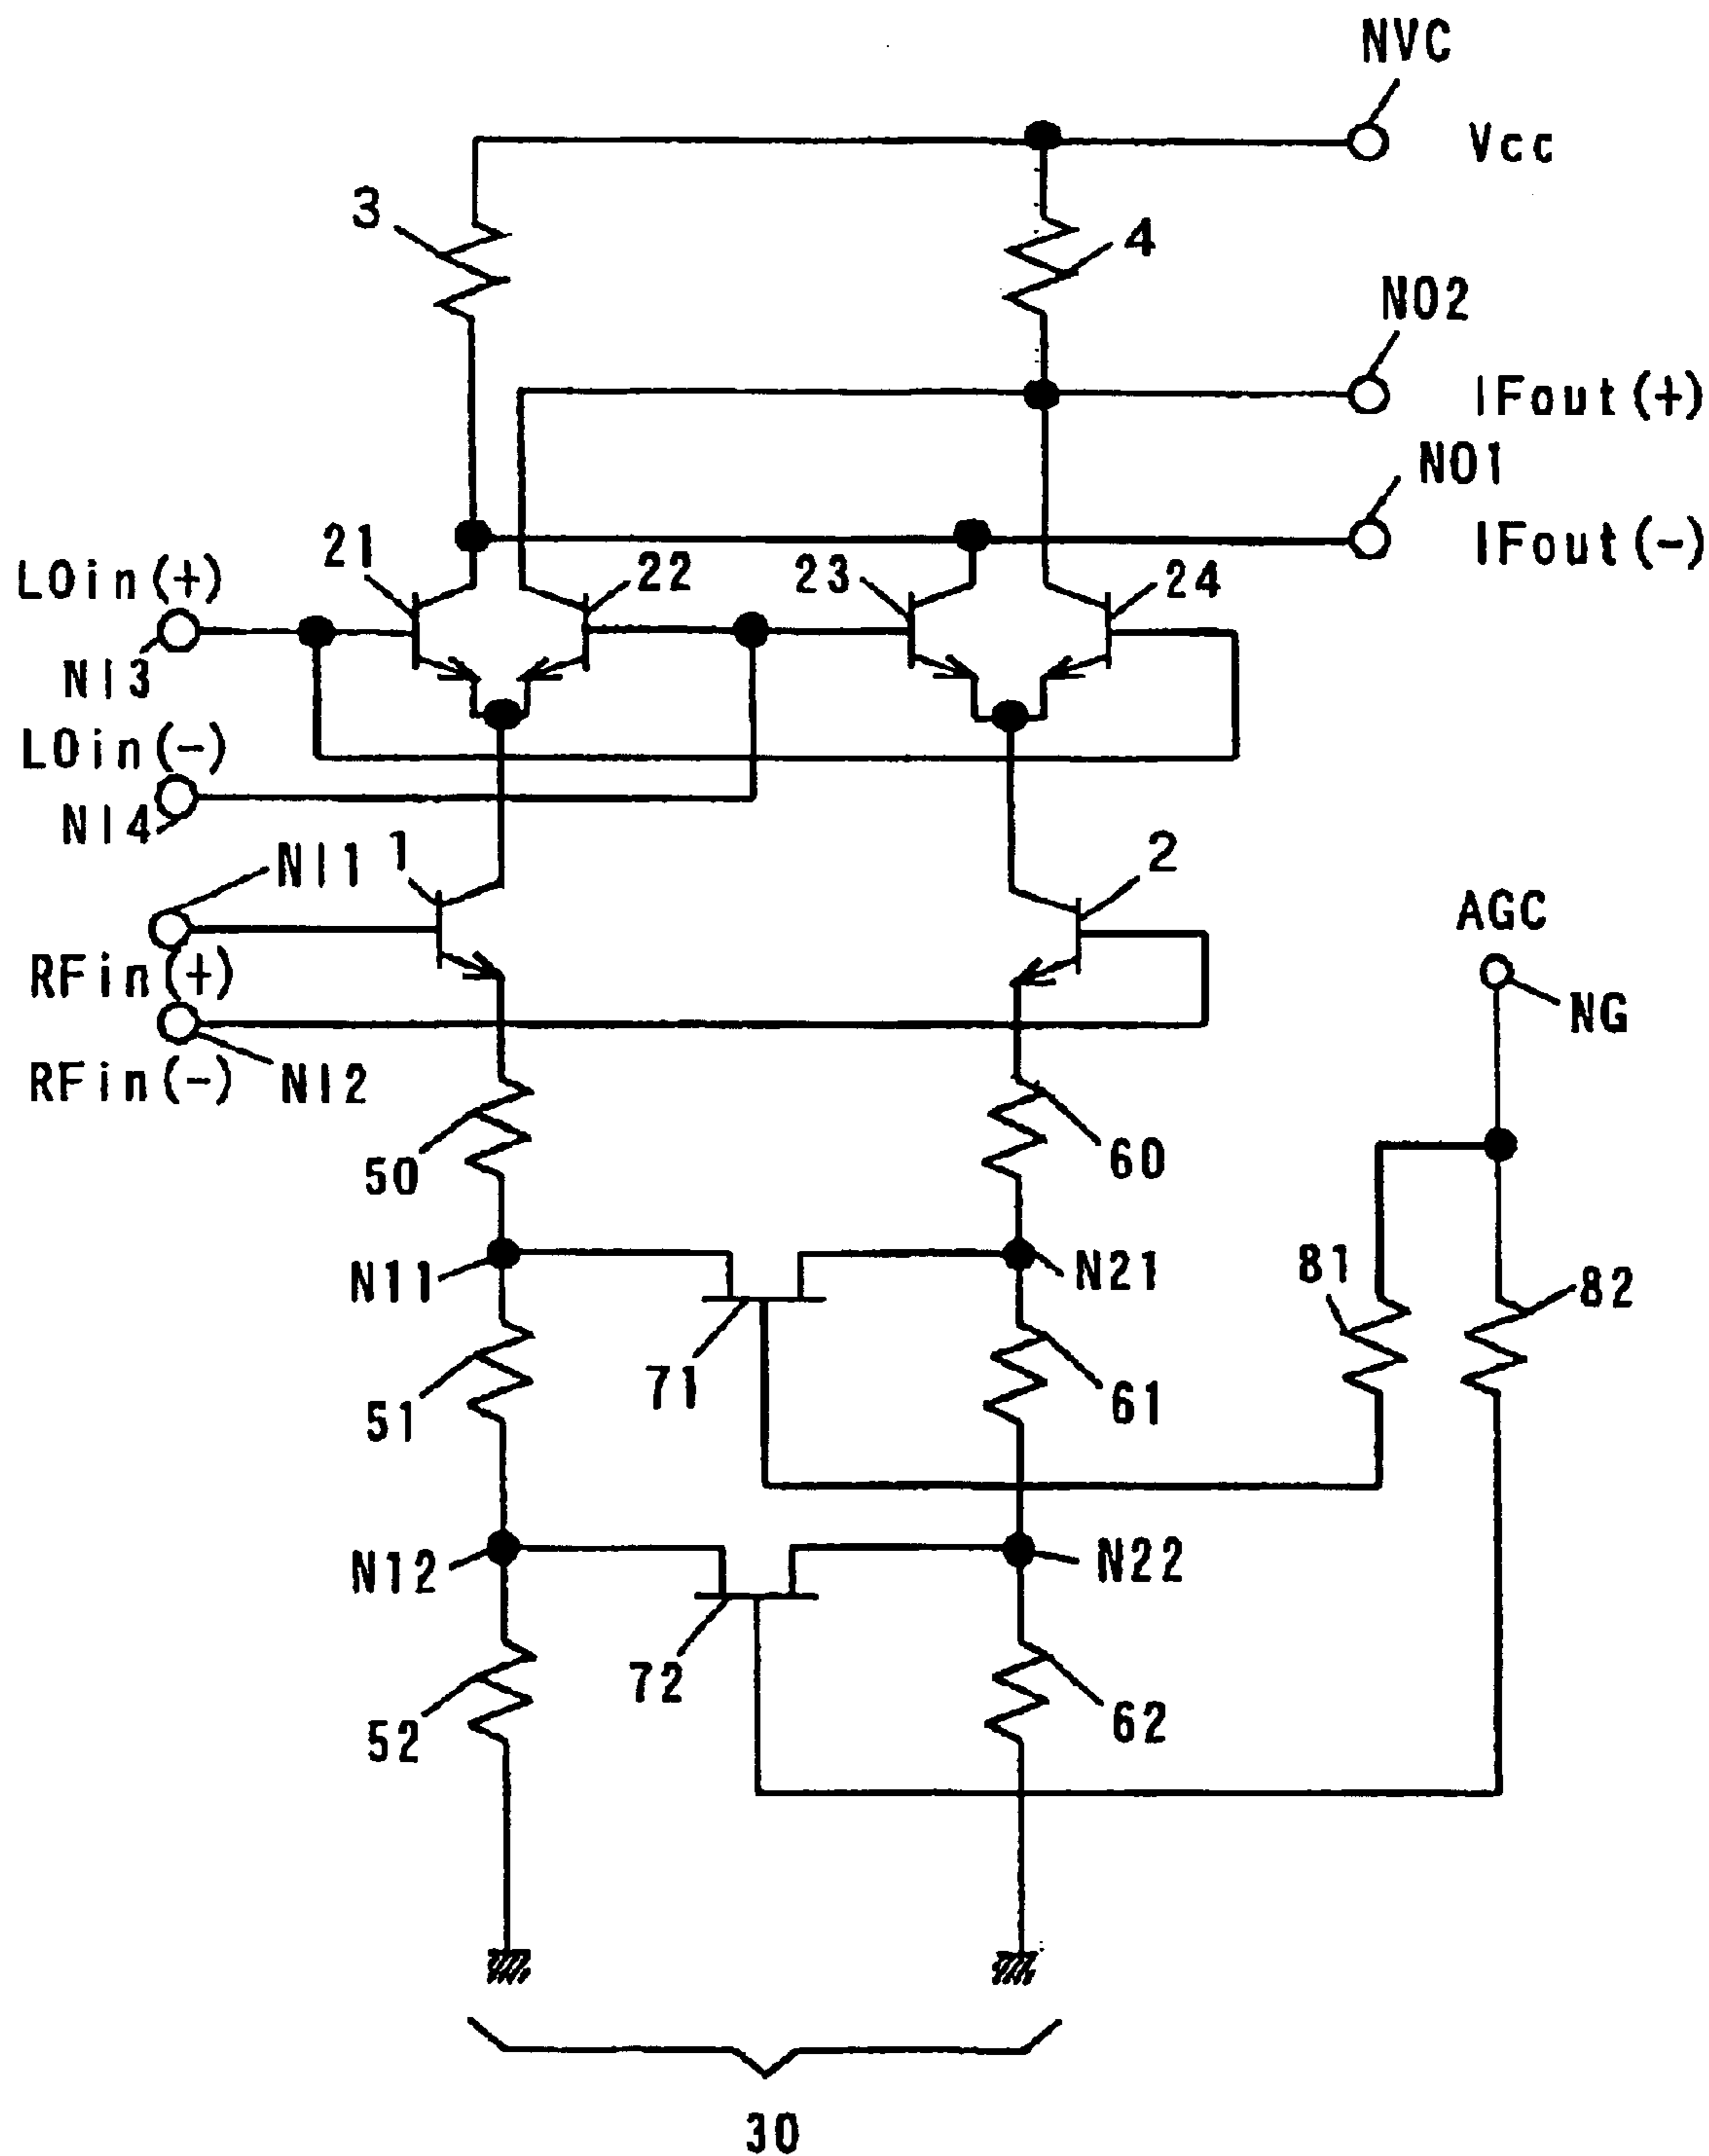 NVC
Vcc
3
4
NO2
IFout(+)
NO1
IFout(-)
21
22
23
24
LOin(+)
NI3
LOin(-)
NI4
NI1
1
2
RFin(+)
RFin(-)
NI2
AGC
NG
50
60
N11
N21
81
82
71
51
61
N12
N22
72
52
62
30